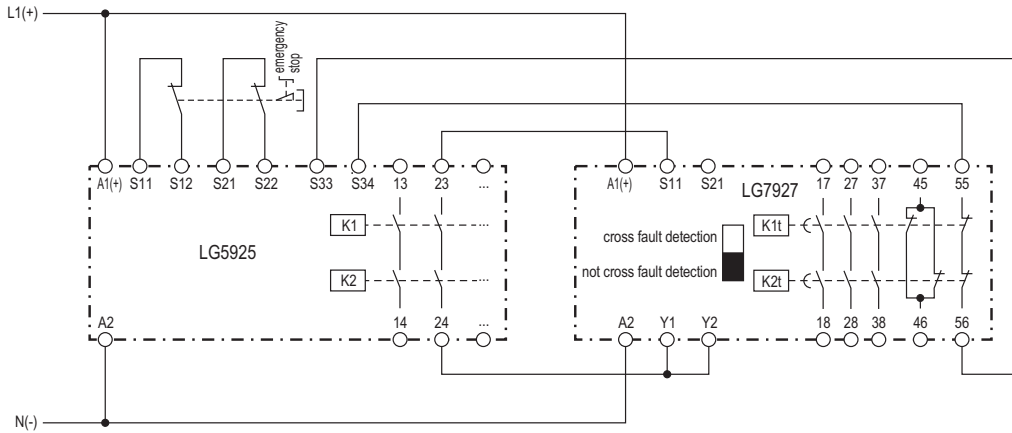 L1(+)
emergency
stop
A1(+) S11 S12 S21 S22 S33 S34 13 23 ...
A1(+) S11 S21 17 27 37 45 55
LG7927
K1 ...
cross fault detection
K1t
LG5925
K2 ...
not cross fault detection
K2t
A2 14 24 ...
A2 Y1 Y2 18 28 38 46 56
N(-)